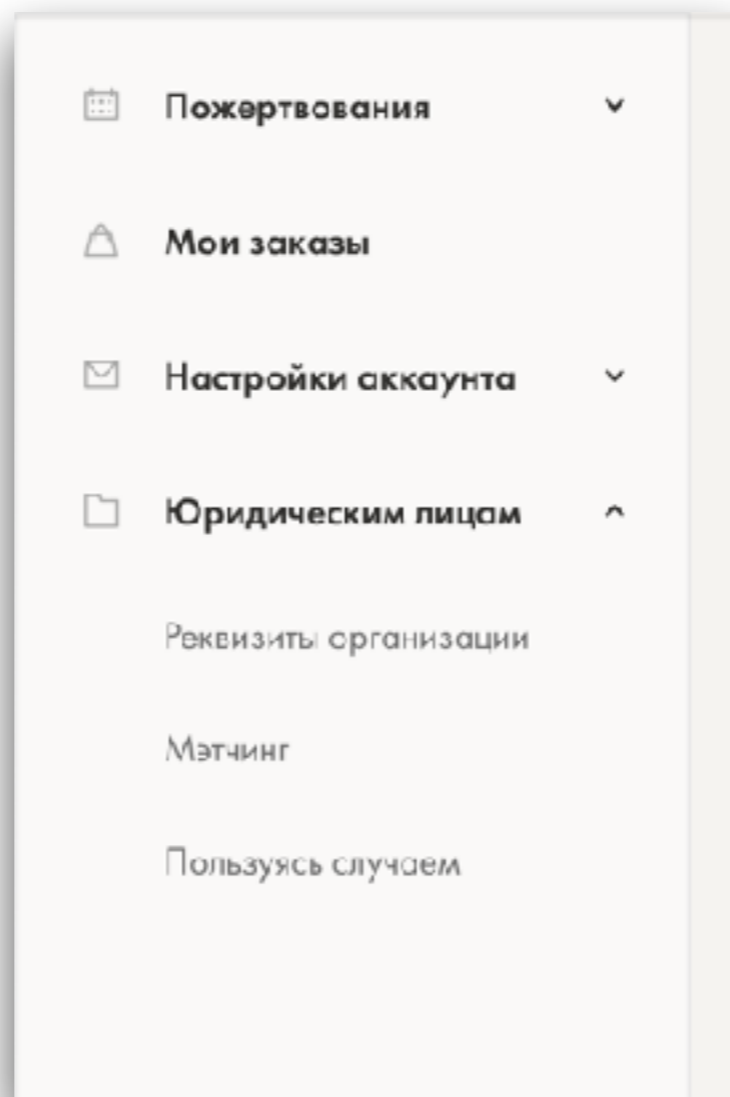 Пожертвования
Мои заказы
Настройки аккаунта
Юридическим лицам
Реквизиты организации
Мэтчинг
Пользуясь случаем